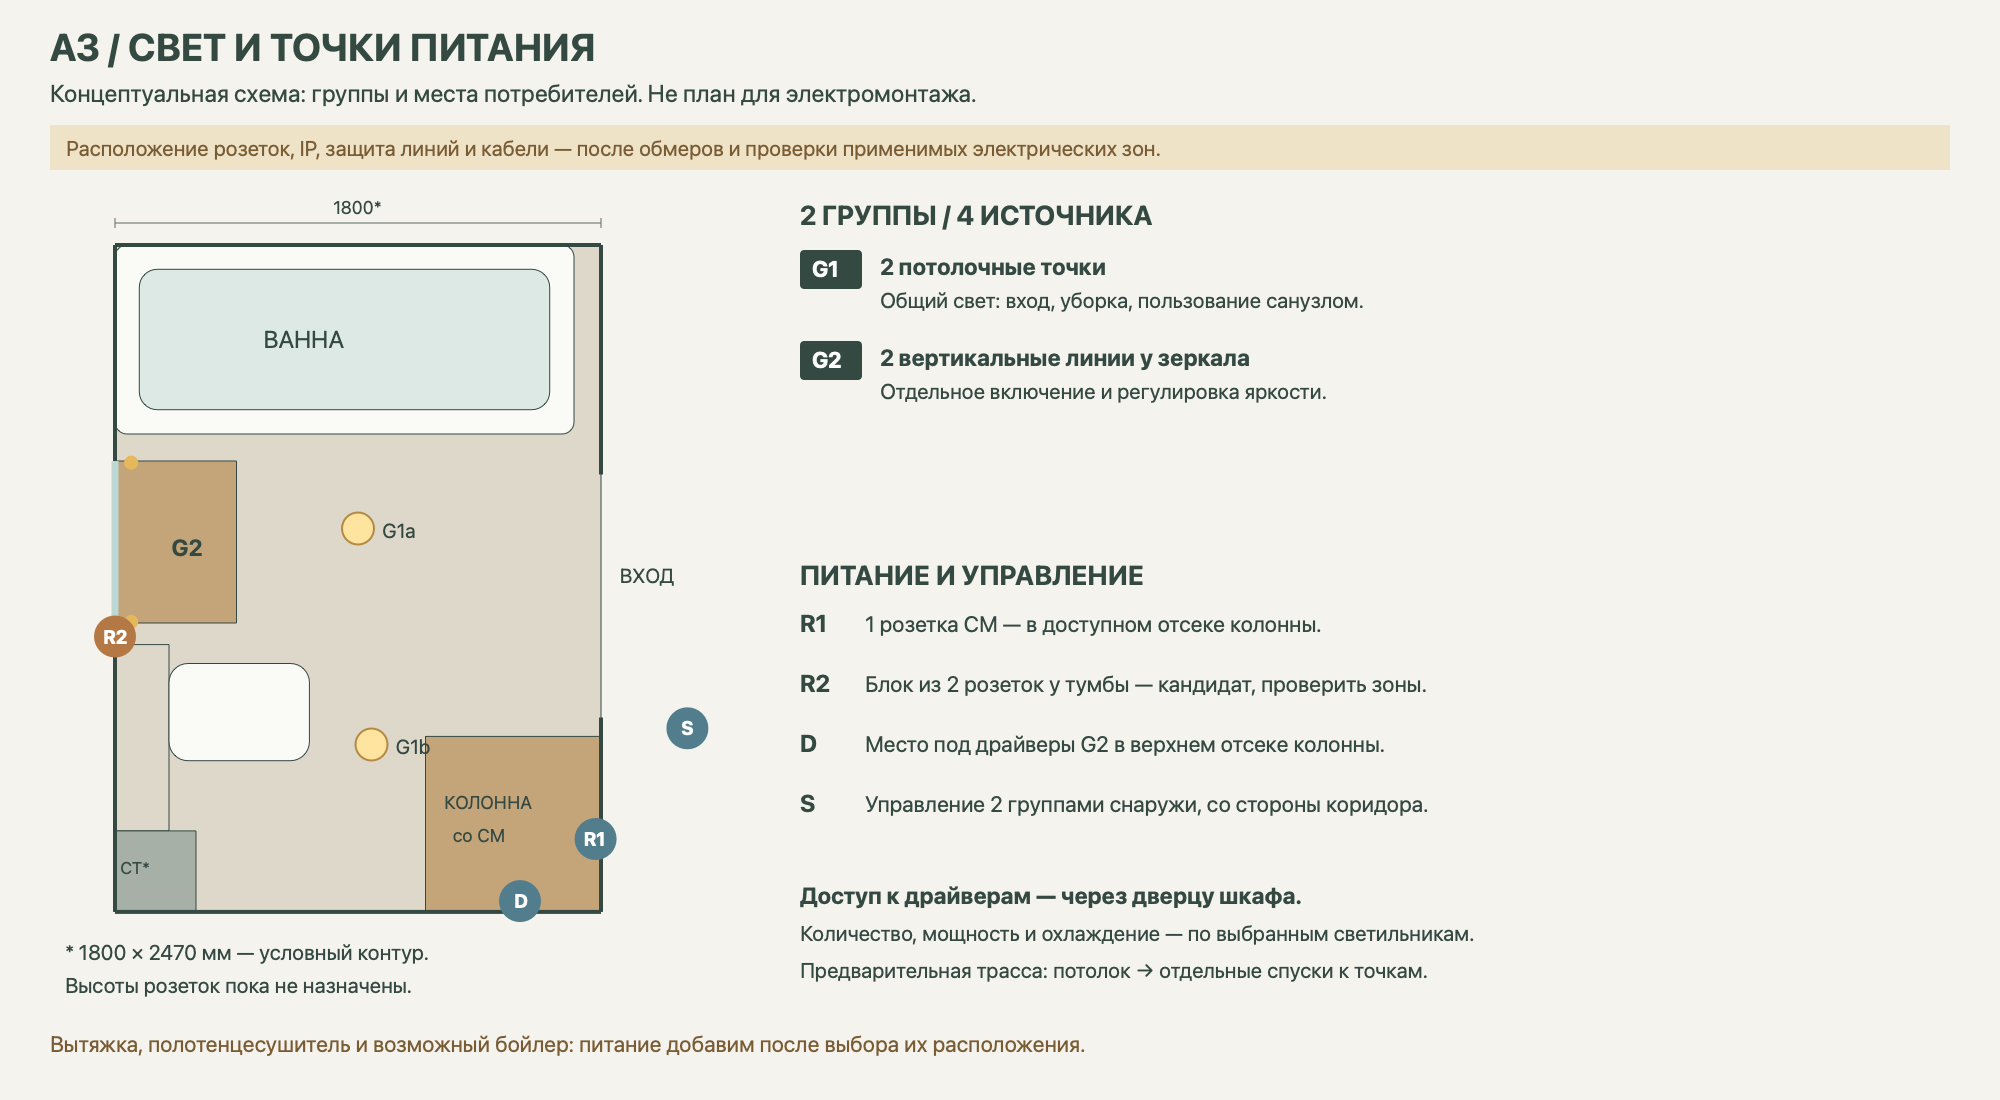 А3 / СВЕТ И ТОЧКИ ПИТАНИЯ
Концептуальная схема: группы и места потребителей. Не план для электромонтажа.
Расположение розеток, IP, защита линий и кабели — после обмеров и проверки применимых электрических зон.
1800*
ВАННА
G2
G1a
ВХОД
R2
S
G1b
КОЛОННА
со СМ
R1
СТ*
D
* 1800 × 2470 мм — условный контур.
Высоты розеток пока не назначены.
2 ГРУППЫ / 4 ИСТОЧНИКА
G1
2 потолочные точки
Общий свет: вход, уборка, пользование санузлом.
G2
2 вертикальные линии у зеркала
Отдельное включение и регулировка яркости.
ПИТАНИЕ И УПРАВЛЕНИЕ
R1 1 розетка СМ — в доступном отсеке колонны.
R2 Блок из 2 розеток у тумбы — кандидат, проверить зоны.
D Место под драйверы G2 в верхнем отсеке колонны.
S Управление 2 группами снаружи, со стороны коридора.
Доступ к драйверам — через дверцу шкафа.
Количество, мощность и охлаждение — по выбранным светильникам.
Предварительная трасса: потолок → отдельные спуски к точкам.
Вытяжка, полотенцесушитель и возможный бойлер: питание добавим после выбора их расположения.